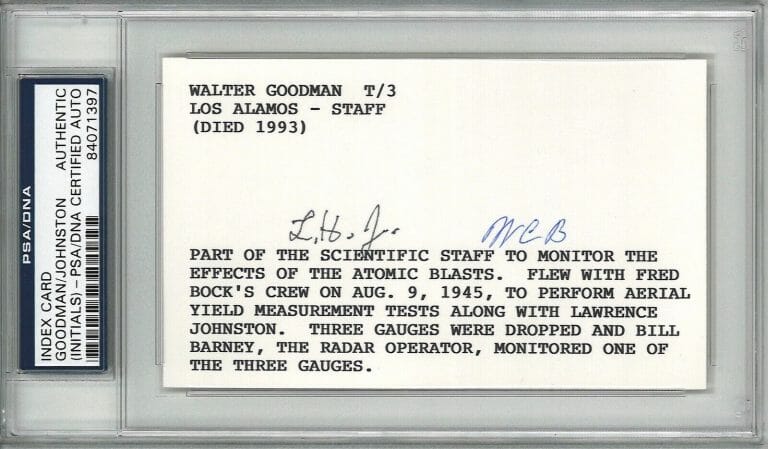 PSA/DNA
INDEX CARD AUTHENTIC
GOODMAN/JOHNSTON 84071397
(INITIALS) - PSA/DNA CERTIFIED AUTO
WALTER GOODMAN T/3
LOS ALAMOS - STAFF
(DIED 1993)
L.H.J. WCB
PART OF THE SCIENTIFIC STAFF TO MONITOR THE
EFFECTS OF THE ATOMIC BLASTS. FLEW WITH FRED
BOCK'S CREW ON AUG. 9, 1945, TO PERFORM AERIAL
YIELD MEASUREMENT TESTS ALONG WITH LAWRENCE
JOHNSTON. THREE GAUGES WERE DROPPED AND BILL
BARNEY, THE RADAR OPERATOR, MONITORED ONE OF
THE THREE GAUGES.